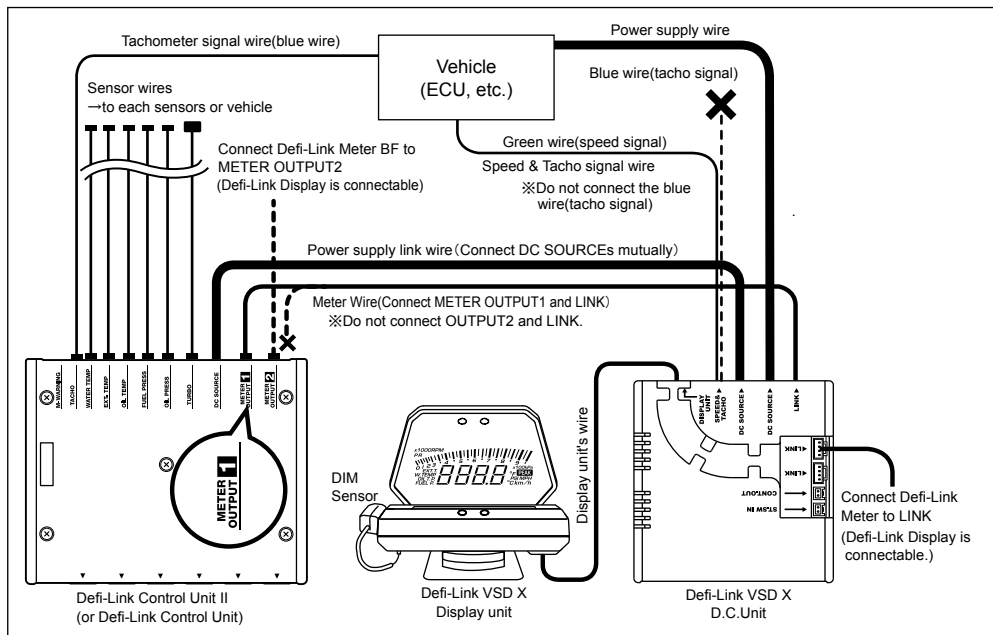 Tachometer signal wire(blue wire)
Power supply wire
Vehicle
(ECU, etc.)
Blue wire(tacho signal)
Sensor wires
→to each sensors or vehicle
Connect Defi-Link Meter BF to
METER OUTPUT2
(Defi-Link Display is connectable)
Green wire(speed signal)
Speed & Tacho signal wire
※Do not connect the blue
wire(tacho signal)
Power supply link wire(Connect DC SOURCEs mutually)
Meter Wire(Connect METER OUTPUT1 and LINK)
※Do not connect OUTPUT2 and LINK.
M-WARNING
TACHO
WATER TEMP
EXT. TEMP
OIL TEMP
FUEL PRESS
OIL PRESS
TURBO
DC SOURCE
METER 1
OUTPUT
METER 2
OUTPUT
METER 1
OUTPUT
Defi-Link Control Unit II
(or Defi-Link Control Unit)
DIM
Sensor
x1000RPM
Defi-Link VSD X
Display unit
Display unit's wire
DISPLAY
UNIT
SPEED&
TACHO
DC SOURCE
DC SOURCE
LINK
LINK
LINK
CONT.OUT
ST.SW IN
Defi-Link VSD X
D.C.Unit
Connect Defi-Link
Meter to LINK
(Defi-Link Display is
connectable.)